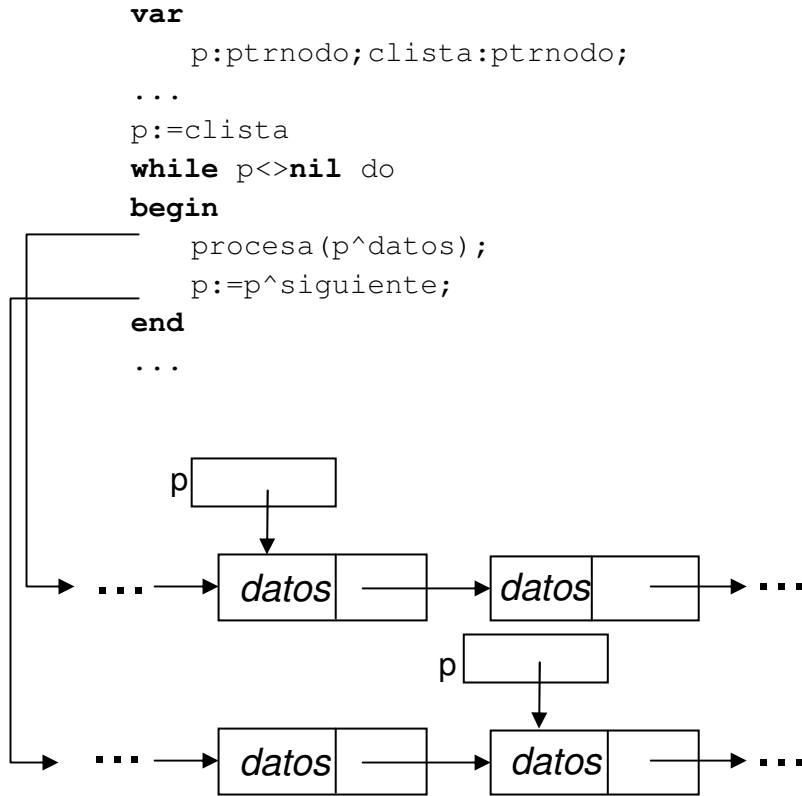 var
p:ptrnodo;clista:ptrnodo;
...
p:=clista
while p<>nil do
begin
procesa(p^datos);
p:=p^siguiente;
end
...
p
... datos datos ...
p
... datos datos ...